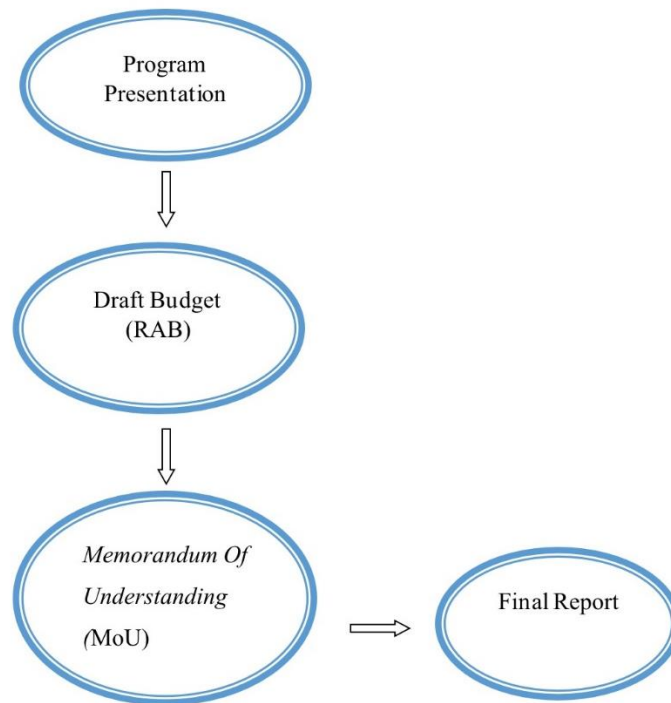 Program
Presentation
Draft Budget
(RAB)
Memorandum Of
Understanding
(MoU)
Final Report